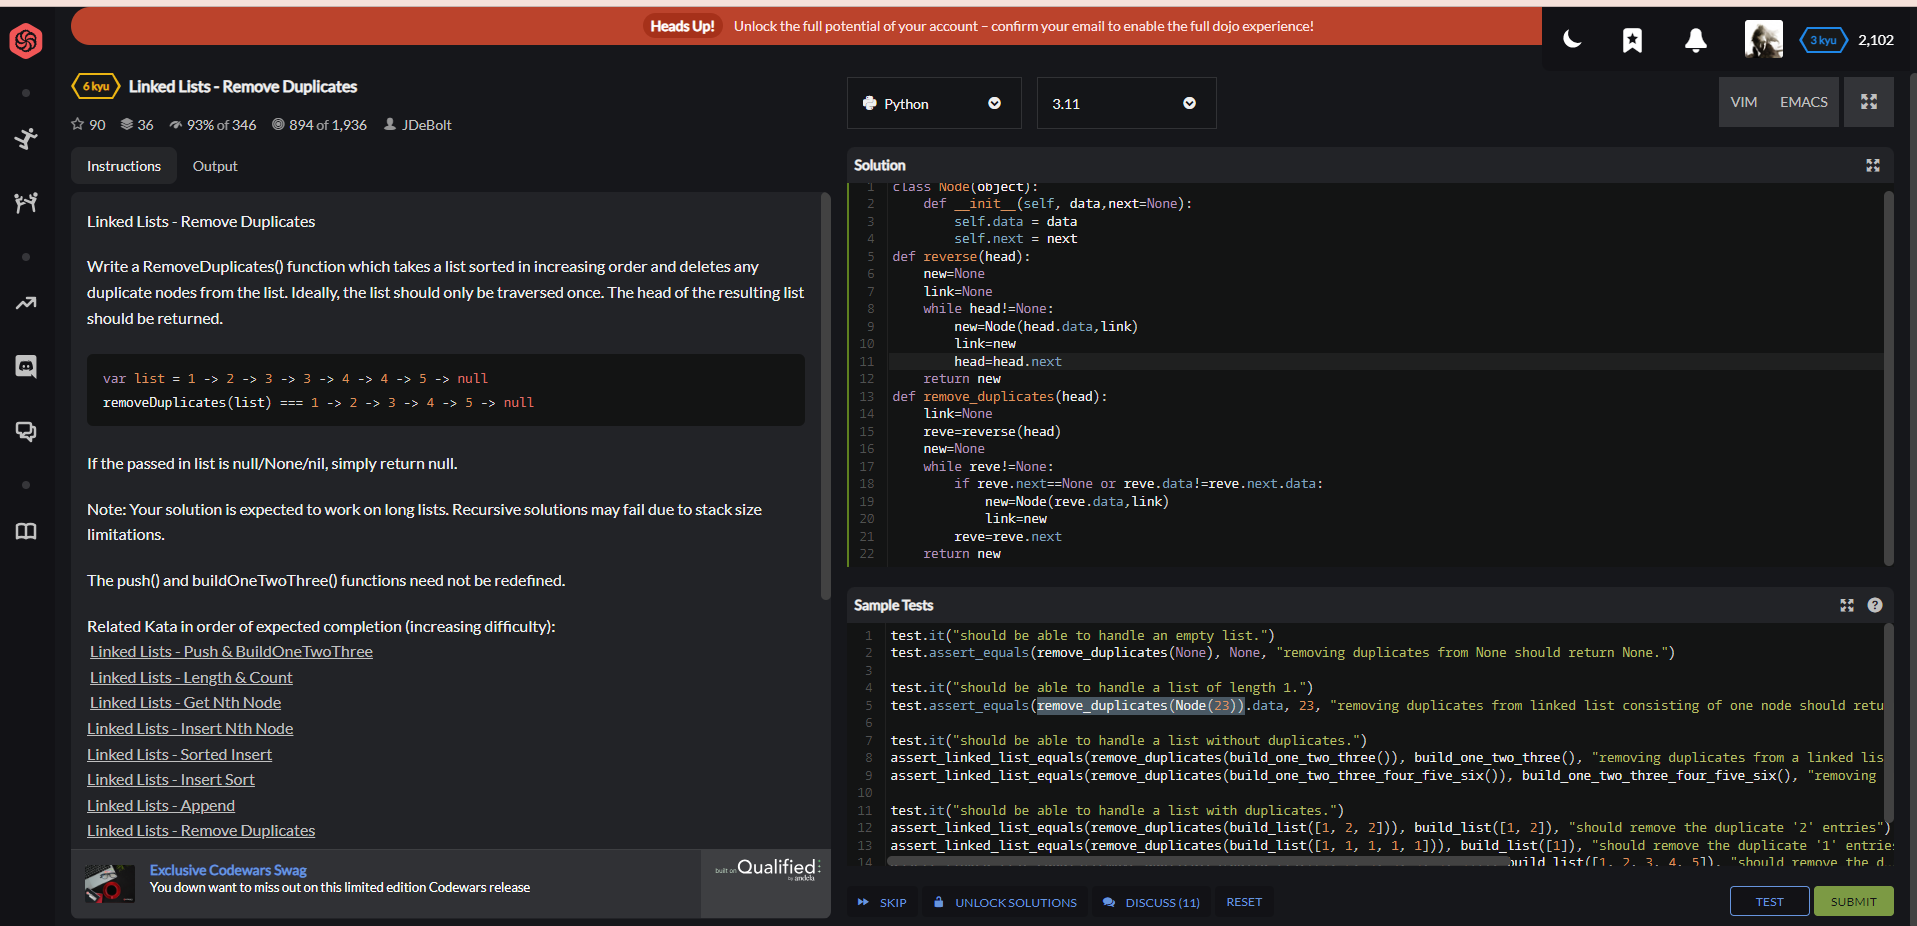 Heads Up! Unlock the full potential of your account – confirm your email to enable the full dojo experience!
3 kyu 2,102
6 kyu Linked Lists - Remove Duplicates
90 36 93% of 346 894 of 1,936 JDeBolt
Python 3.11 VIM EMACS
Instructions Output
Linked Lists - Remove Duplicates
Write a RemoveDuplicates() function which takes a list sorted in increasing order and deletes any
duplicate nodes from the list. Ideally, the list should only be traversed once. The head of the resulting list
should be returned.
var list = 1 -> 2 -> 3 -> 3 -> 4 -> 4 -> 5 -> null
removeDuplicates(list) === 1 -> 2 -> 3 -> 4 -> 5 -> null
If the passed in list is null/None/nil, simply return null.
Note: Your solution is expected to work on long lists. Recursive solutions may fail due to stack size
limitations.
The push() and buildOneTwoThree() functions need not be redefined.
Related Kata in order of expected completion (increasing difficulty):
Linked Lists - Push & BuildOneTwoThree
Linked Lists - Length & Count
Linked Lists - Get Nth Node
Linked Lists - Insert Nth Node
Linked Lists - Sorted Insert
Linked Lists - Insert Sort
Linked Lists - Append
Linked Lists - Remove Duplicates
Exclusive Codewars Swag
You down want to miss out on this limited edition Codewars release
built on Qualified
by andela
Solution
1 class Node(object):
2 def __init__(self, data,next=None):
3 self.data = data
4 self.next = next
5 def reverse(head):
6 new=None
7 link=None
8 while head!=None:
9 new=Node(head.data,link)
10 link=new
11 head=head.next
12 return new
13 def remove_duplicates(head):
14 link=None
15 reve=reverse(head)
16 new=None
17 while reve!=None:
18 if reve.next==None or reve.data!=reve.next.data:
19 new=Node(reve.data,link)
20 link=new
21 reve=reve.next
22 return new
Sample Tests
1 test.it("should be able to handle an empty list.")
2 test.assert_equals(remove_duplicates(None), None, "removing duplicates from None should return None.")
3
4 test.it("should be able to handle a list of length 1.")
5 test.assert_equals(remove_duplicates(Node(23)).data, 23, "removing duplicates from linked list consisting of one node should retu
6
7 test.it("should be able to handle a list without duplicates.")
8 assert_linked_list_equals(remove_duplicates(build_one_two_three()), build_one_two_three(), "removing duplicates from a linked lis
9 assert_linked_list_equals(remove_duplicates(build_one_two_three_four_five_six()), build_one_two_three_four_five_six(), "removing
10
11 test.it("should be able to handle a list with duplicates.")
12 assert_linked_list_equals(remove_duplicates(build_list([1, 2, 2])), build_list([1, 2]), "should remove the duplicate '2' entries")
13 assert_linked_list_equals(remove_duplicates(build_list([1, 1, 1, 1, 1])), build_list([1]), "should remove the duplicate '1' entrie
14 build_list([1, 2, 3, 4, 5]), "should remove the d
SKIP UNLOCK SOLUTIONS DISCUSS (11) RESET TEST SUBMIT